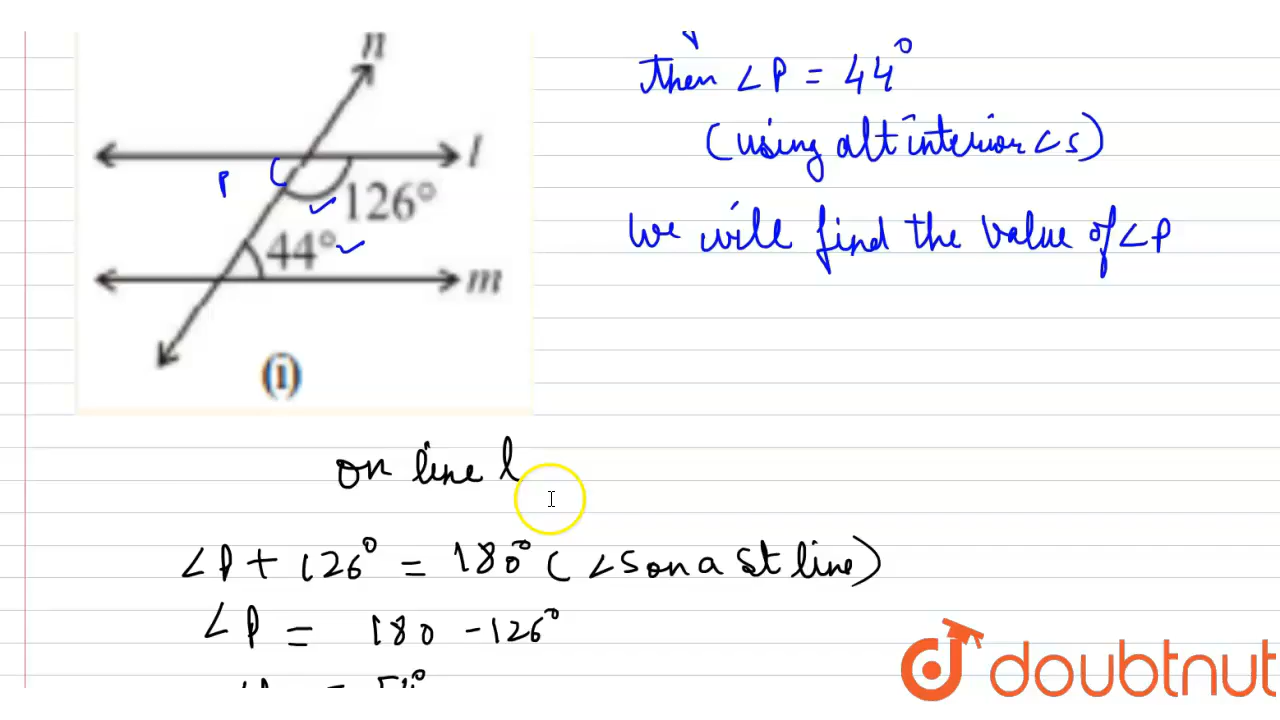 n
then ∠P = 44°
(using alt interior ∠s)
l
P
126°
we will find the value of ∠P
44°
m
(i)
on line l
∠P + 126° = 180° (∠s on a st line)
∠P = 180 - 126°
doubtnut